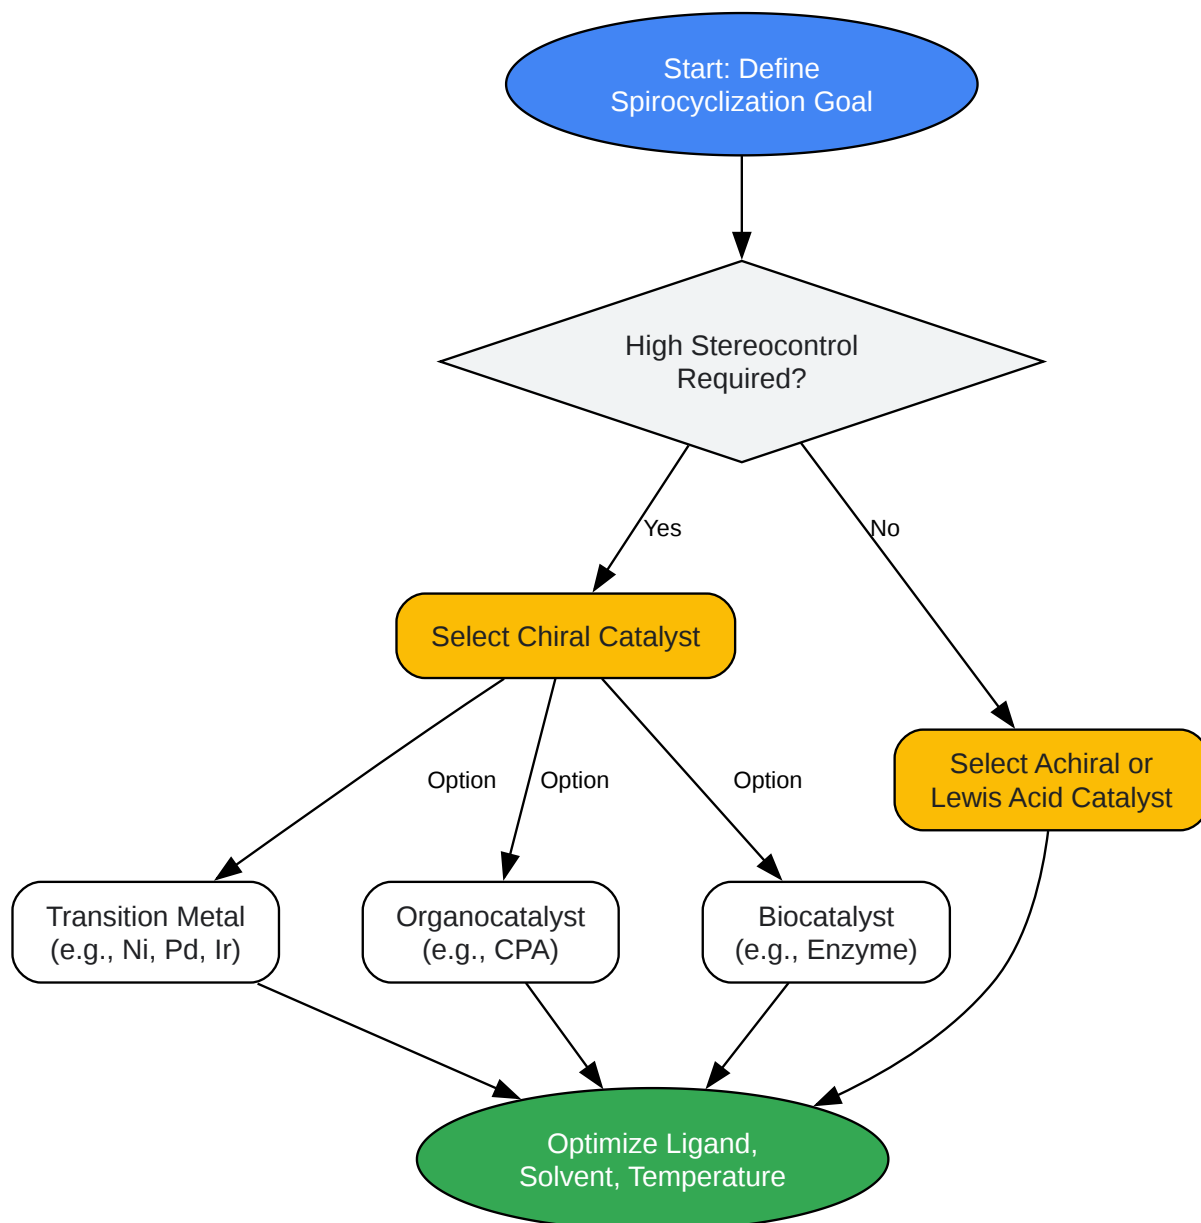 Start: Define
Spirocyclization Goal
High Stereocontrol
Required?
Yes
No
Select Chiral Catalyst
Select Achiral or
Lewis Acid Catalyst
Option
Option
Option
Transition Metal
(e.g., Ni, Pd, Ir)
Organocatalyst
(e.g., CPA)
Biocatalyst
(e.g., Enzyme)
Optimize Ligand,
Solvent, Temperature